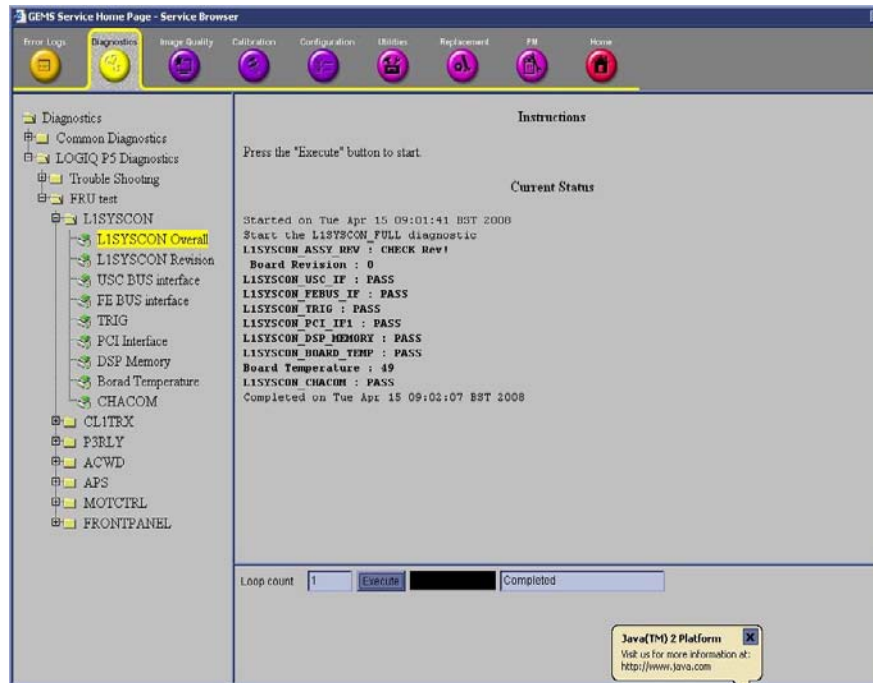 GEMS Service Home Page - Service Browser
Error Logs Diagnostics Image Quality Calibration Configuration Utilities Replacement PM Home
Diagnostics
Common Diagnostics
LOGIQ P5 Diagnostics
Trouble Shooting
FRU test
L1SYSCON
L1SYSCON Overall
L1SYSCON Revision
USC BUS interface
FE BUS interface
TRIG
PCI Interface
DSP Memory
Borad Temperature
CHACOM
CL1TRX
P3RLY
ACWD
APS
MOTCTRL
FRONTPANEL
Instructions
Press the "Execute" button to start.
Current Status
Started on Tue Apr 15 09:01:41 BST 2008
Start the L1SYSCON_FULL diagnostic
L1SYSCON_ASSY_REV : CHECK Rev!
Board Revision : 0
L1SYSCON_USC_IF : PASS
L1SYSCON_FEBUS_IF : PASS
L1SYSCON_TRIG : PASS
L1SYSCON_PCI_IF1 : PASS
L1SYSCON_DSP_MEMORY : PASS
L1SYSCON_BOARD_TEMP : PASS
Board Temperature : 49
L1SYSCON_CHACOM : PASS
Completed on Tue Apr 15 09:02:07 BST 2008
Loop count 1 Execute Completed
Java(TM) 2 Platform
Visit us for more information at:
http://www.java.com